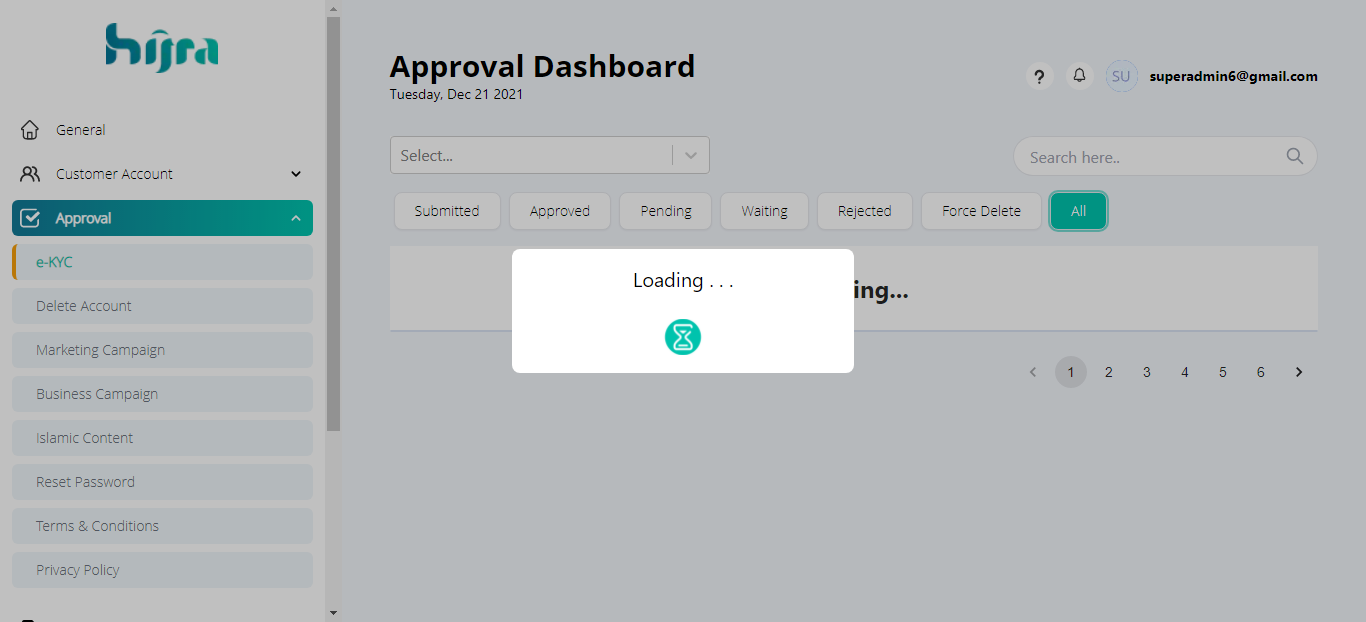 hijra
General
Customer Account
Approval
e-KYC
Delete Account
Marketing Campaign
Business Campaign
Islamic Content
Reset Password
Terms & Conditions
Privacy Policy
Approval Dashboard
Tuesday, Dec 21 2021
? SU superadmin6@gmail.com
Select...
Search here..
Submitted Approved Pending Waiting Rejected Force Delete All
Loading . . .
ing...
1 2 3 4 5 6